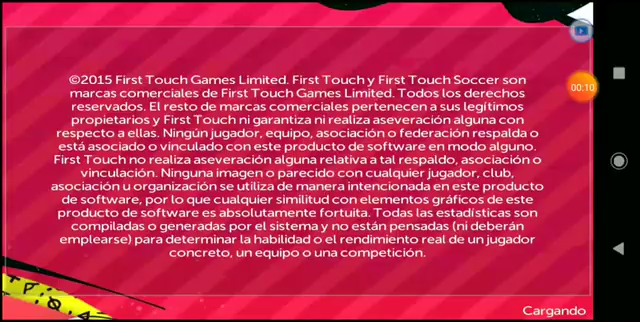 ©2015 First Touch Games Limited. First Touch y First Touch Soccer son
marcas comerciales de First Touch Games Limited. Todos los derechos
reservados. El resto de marcas comerciales pertenecen a sus legítimos
propietarios y First Touch ni garantiza ni realiza aseveración alguna con
respecto a ellas. Ningún jugador, equipo, asociación o federación respalda o
está asociado o vinculado con este producto de software en modo alguno.
First Touch no realiza aseveración alguna relativa a tal respaldo, asociación o
vinculación. Ninguna imagen o parecido con cualquier jugador, club,
asociación u organización se utiliza de manera intencionada en este producto
de software, por lo que cualquier similitud con elementos gráficos de este
producto de software es absolutamente fortuita. Todas las estadísticas son
compiladas o generadas por el sistema y no están pensadas (ni deberán
emplearse) para determinar la habilidad o el rendimiento real de un jugador
concreto, un equipo o una competición.
00:10
Cargando